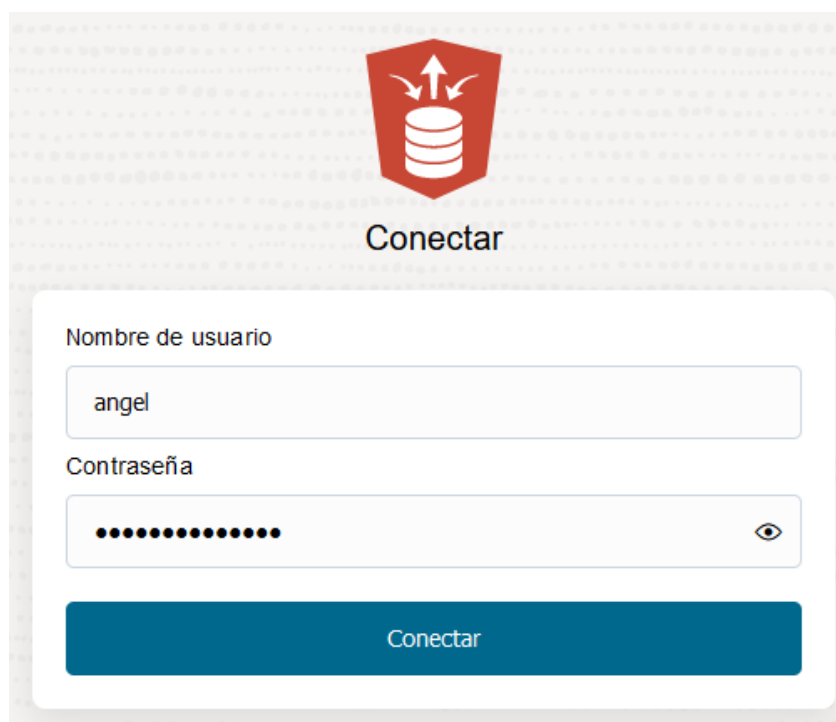 Conectar
Nombre de usuario
angel
Contraseña
••••••••••••••
Conectar